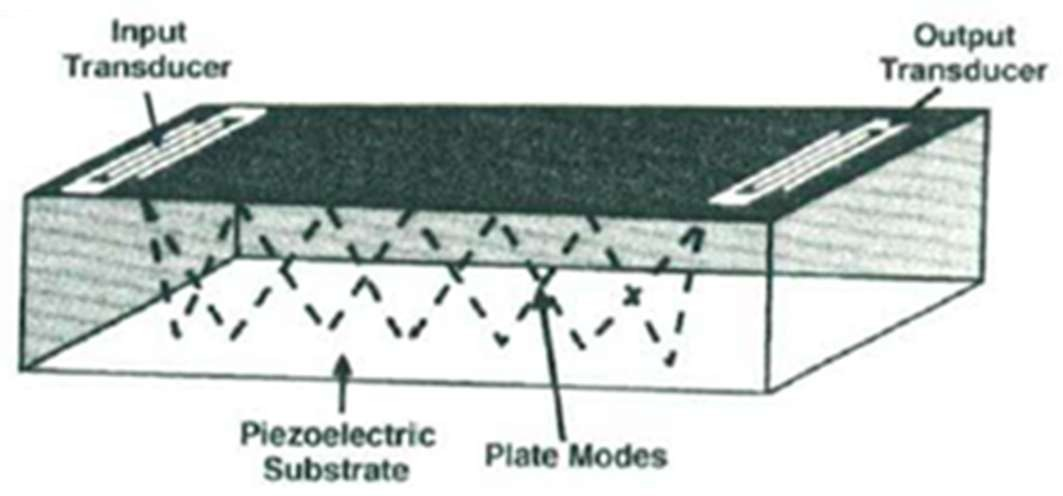 Input
Transducer
Output
Transducer
Piezoelectric
Substrate
Plate Modes